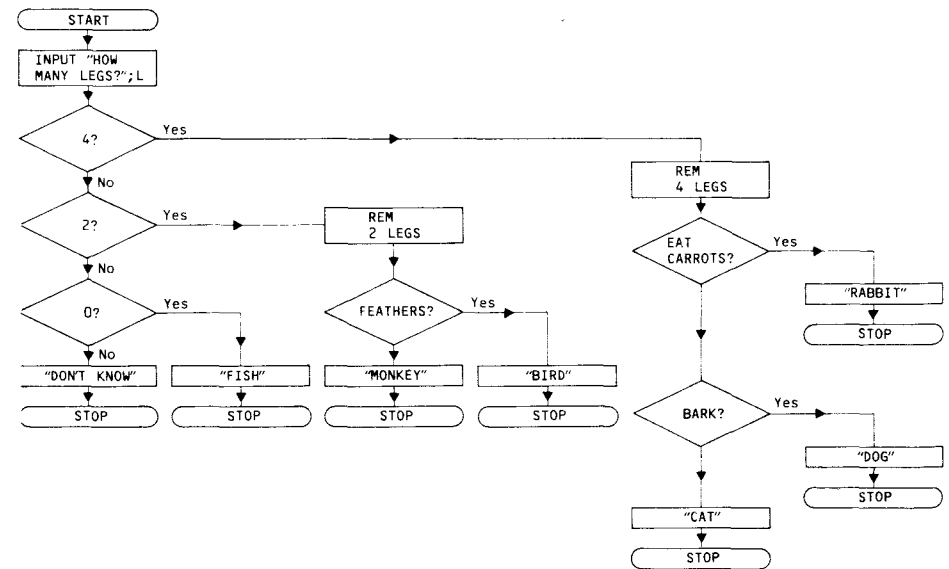 START
INPUT "HOW
MANY LEGS?";L
4?
Yes
No
REM
4 LEGS
2?
Yes
No
REM
2 LEGS
EAT
CARROTS?
Yes
"RABBIT"
STOP
0?
Yes
No
FEATHERS?
Yes
"DON'T KNOW"
STOP
"FISH"
STOP
"MONKEY"
STOP
"BIRD"
STOP
BARK?
Yes
"DOG"
STOP
"CAT"
STOP